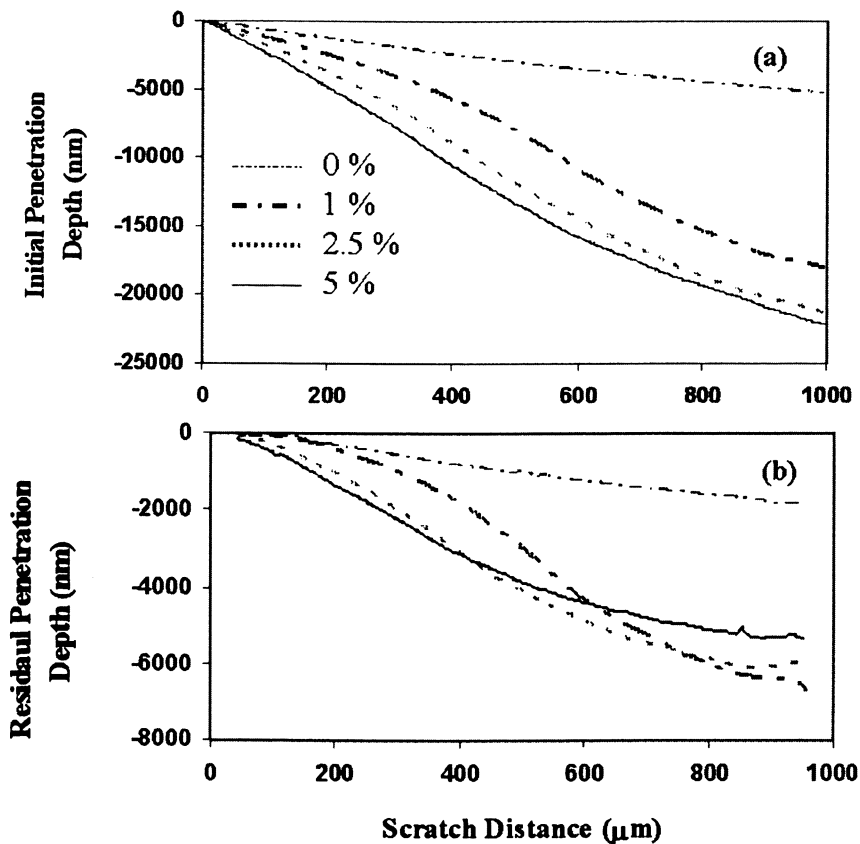 0
-5000
-10000
-15000
-20000
-25000
Initial Penetration
Depth (nm)
(a)
0 %
1 %
2.5 %
5 %
0 200 400 600 800 1000
0
-2000
-4000
-6000
-8000
Residaul Penetration
Depth (nm)
(b)
0 200 400 600 800 1000
Scratch Distance (μm)